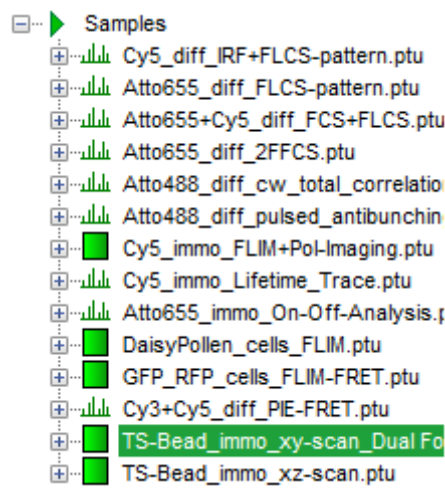 Samples
Cy5_diff_IRF+FLCS-pattern.ptu
Atto655_diff_FLCS-pattern.ptu
Atto655+Cy5_diff_FCS+FLCS.ptu
Atto655_diff_2FFCS.ptu
Atto488_diff_cw_total_correlatio
Atto488_diff_pulsed_antibunchin
Cy5_immo_FLIM+Pol-Imaging.ptu
Cy5_immo_Lifetime_Trace.ptu
Atto655_immo_On-Off-Analysis.p
DaisyPollen_cells_FLIM.ptu
GFP_RFP_cells_FLIM-FRET.ptu
Cy3+Cy5_diff_PIE-FRET.ptu
TS-Bead_immo_xy-scan_Dual Fo
TS-Bead_immo_xz-scan.ptu